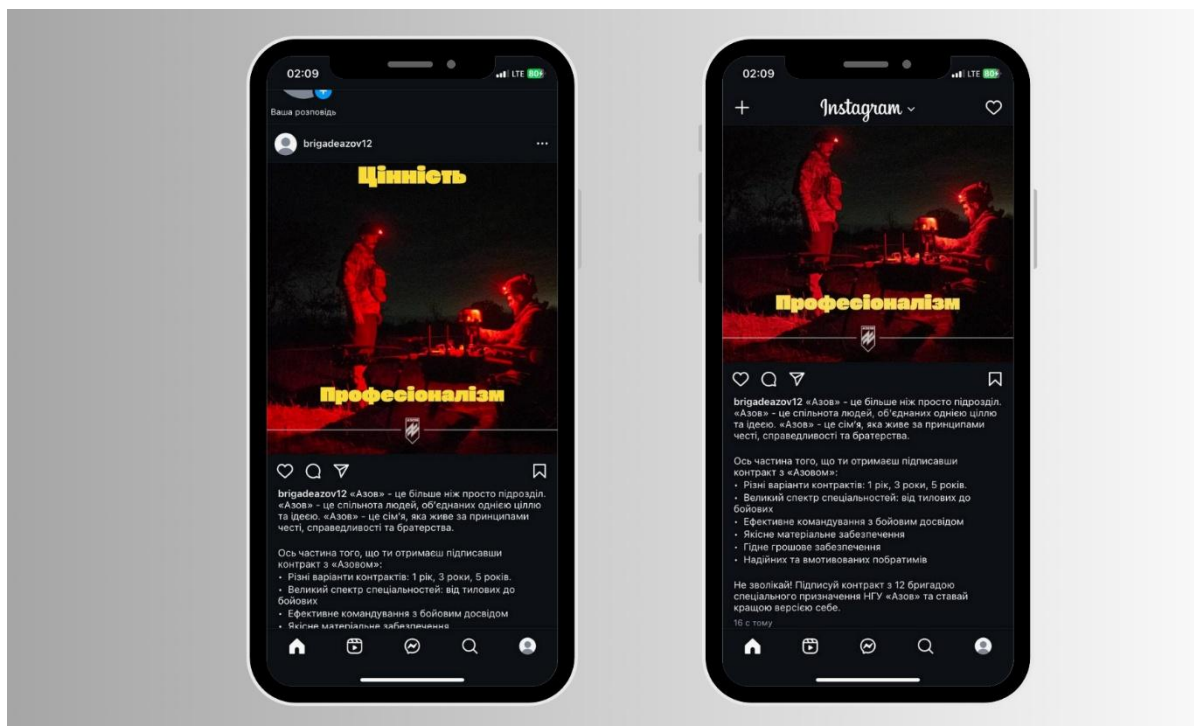 02:09
LTE 80
Ваша розповідь
brigadeazov12
Цінність
Професіоналізм
brigadeazov12 «Азов» - це більше ніж просто підрозділ.
«Азов» - це спільнота людей, об'єднаних однією ціллю
та ідеєю. «Азов» - це сім'я, яка живе за принципами
честі, справедливості та братерства.
Ось частина того, що ти отримаєш підписавши
контракт з «Азовом»:
• Різні варіанти контрактів: 1 рік, 3 роки, 5 років.
• Великий спектр спеціальностей: від тилових до
бойових
• Ефективне командування з бойовим досвідом
• Якісне матеріальне забезпечення
02:09
LTE 80
Instagram
Професіоналізм
brigadeazov12 «Азов» - це більше ніж просто підрозділ.
«Азов» - це спільнота людей, об'єднаних однією ціллю
та ідеєю. «Азов» - це сім'я, яка живе за принципами
честі, справедливості та братерства.
Ось частина того, що ти отримаєш підписавши
контракт з «Азовом»:
• Різні варіанти контрактів: 1 рік, 3 роки, 5 років.
• Великий спектр спеціальностей: від тилових до
бойових
• Ефективне командування з бойовим досвідом
• Якісне матеріальне забезпечення
• Гідне грошове забезпечення
• Надійних та вмотивованих побратимів
Не зволікай! Підписуй контракт з 12 бригадою
спеціального призначення НГУ «Азов» та ставай
кращою версією себе.
16 с тому